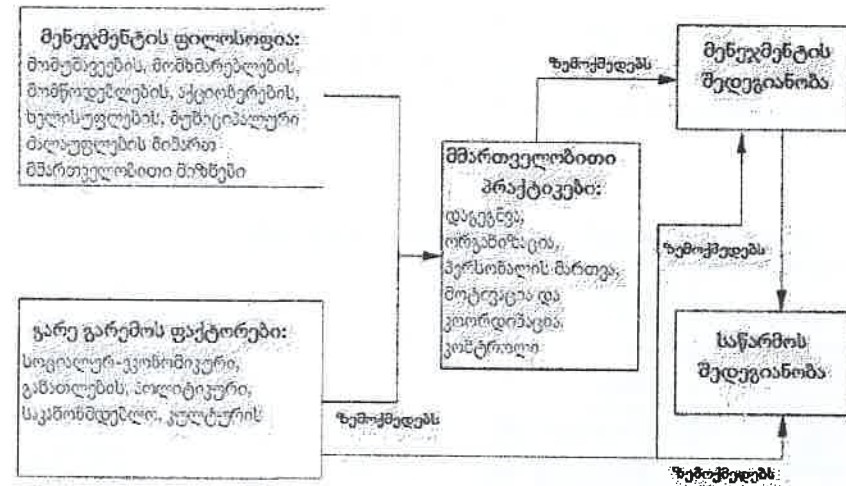 მენეჯმენტის ფილოსოფია:
მომუშავეების, მომხმარებლების,
მომწოდებლების, აქციონერების,
ხელისუფლების, მუნიციპალური
ძალაუფლების მიმართ
მმართველობითი მიზნები
გარე გარემოს ფაქტორები:
სოციალურ-ეკონომიკური,
განათლების, პოლიტიკური,
საკანონმდებლო, კულტურის
ზემოქმედებს
მმართველობითი
პრაქტიკები:
დაგეგმვა,
ორგანიზაცია,
პერსონალის მართვა,
მოტივაცია და
კოორდინაცია,
კონტროლი
ზემოქმედებს
მენეჯმენტის
შედეგიანობა
ზემოქმედებს
საწარმოს
შედეგიანობა
ზემოქმედებს